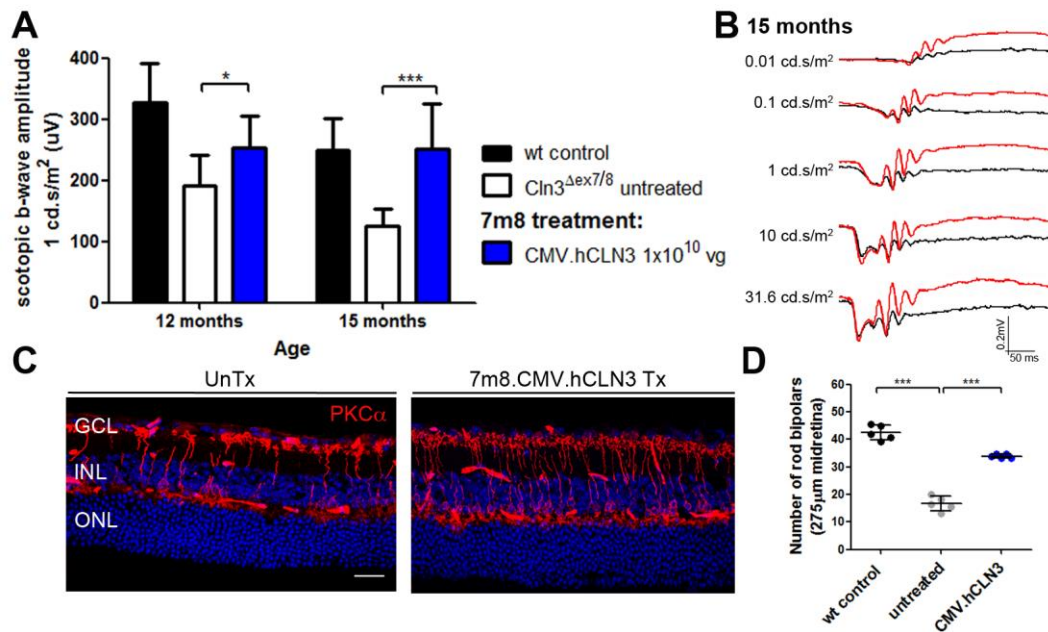 A
scotopic b-wave amplitude
1 cd.s/m² (uV)
400
300
200
100
0
*
***
12 months
15 months
Age
wt control
Cln3Δex7/8 untreated
7m8 treatment:
CMV.hCLN3 1x10¹⁰ vg
B 15 months
0.01 cd.s/m²
0.1 cd.s/m²
1 cd.s/m²
10 cd.s/m²
31.6 cd.s/m²
0.2mV
50 ms
C
UnTx
7m8.CMV.hCLN3 Tx
PKCα
GCL
INL
ONL
D
Number of rod bipolars
(275µm midretina)
60
50
40
30
20
10
0
***
***
wt control
untreated
CMV.hCLN3